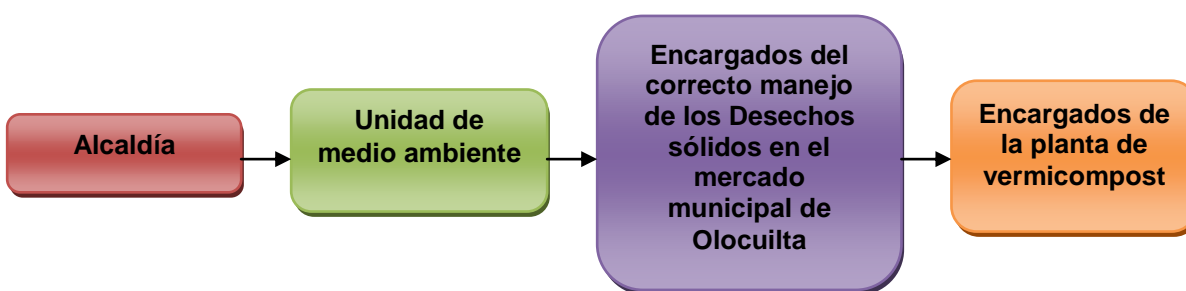 Alcaldía
Unidad de
medio ambiente
Encargados del
correcto manejo
de los Desechos
sólidos en el
mercado
municipal de
Olocuilta
Encargados de
la planta de
vermicompost